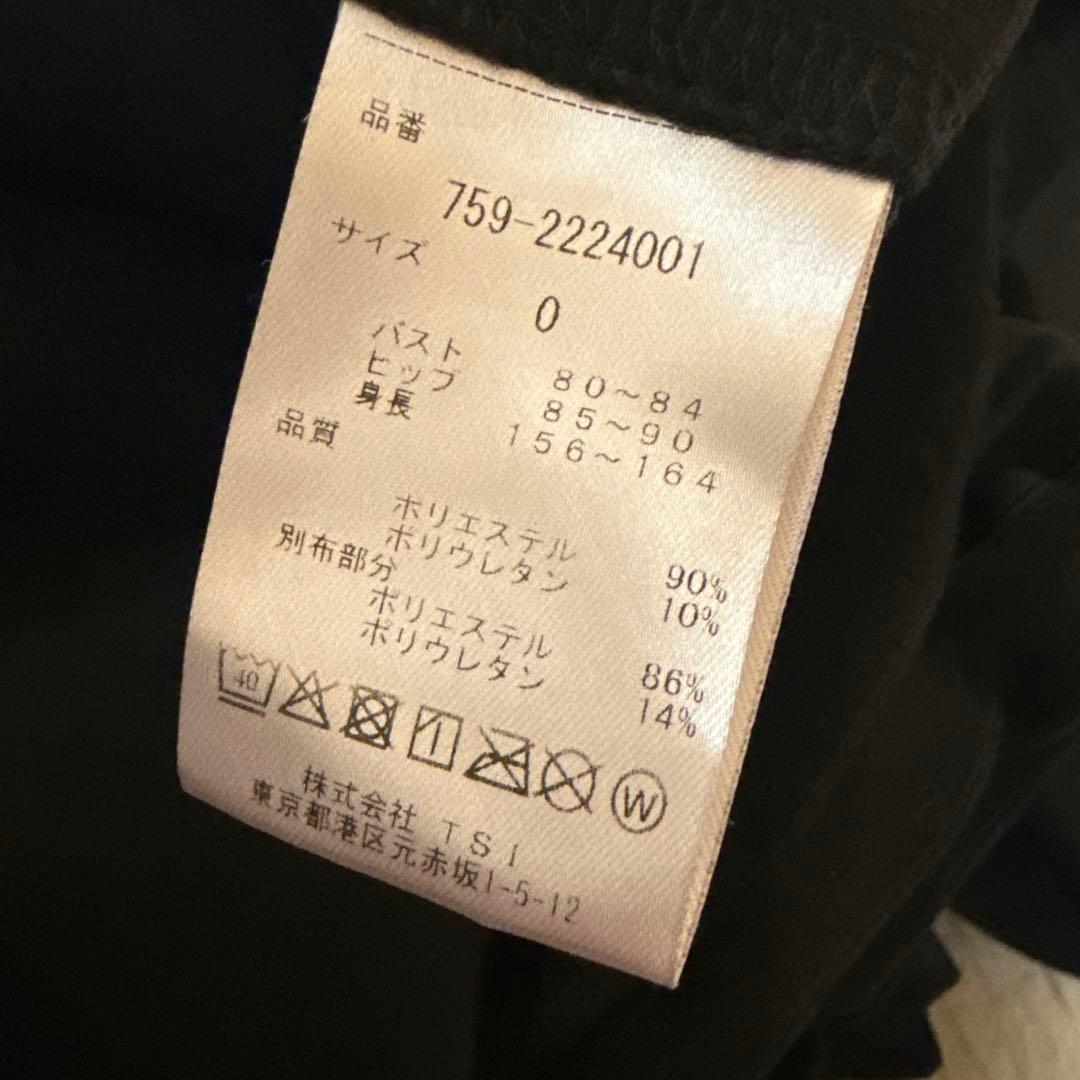 品番
759-2224001
サイズ
0
バスト 80～84
ヒップ 85～90
身長 156～164
品質
ポリエステル 90%
ポリウレタン 10%
別布部分
ポリエステル 86%
ポリウレタン 14%
40 W
株式会社 TSI
東京都港区元赤坂1-5-12